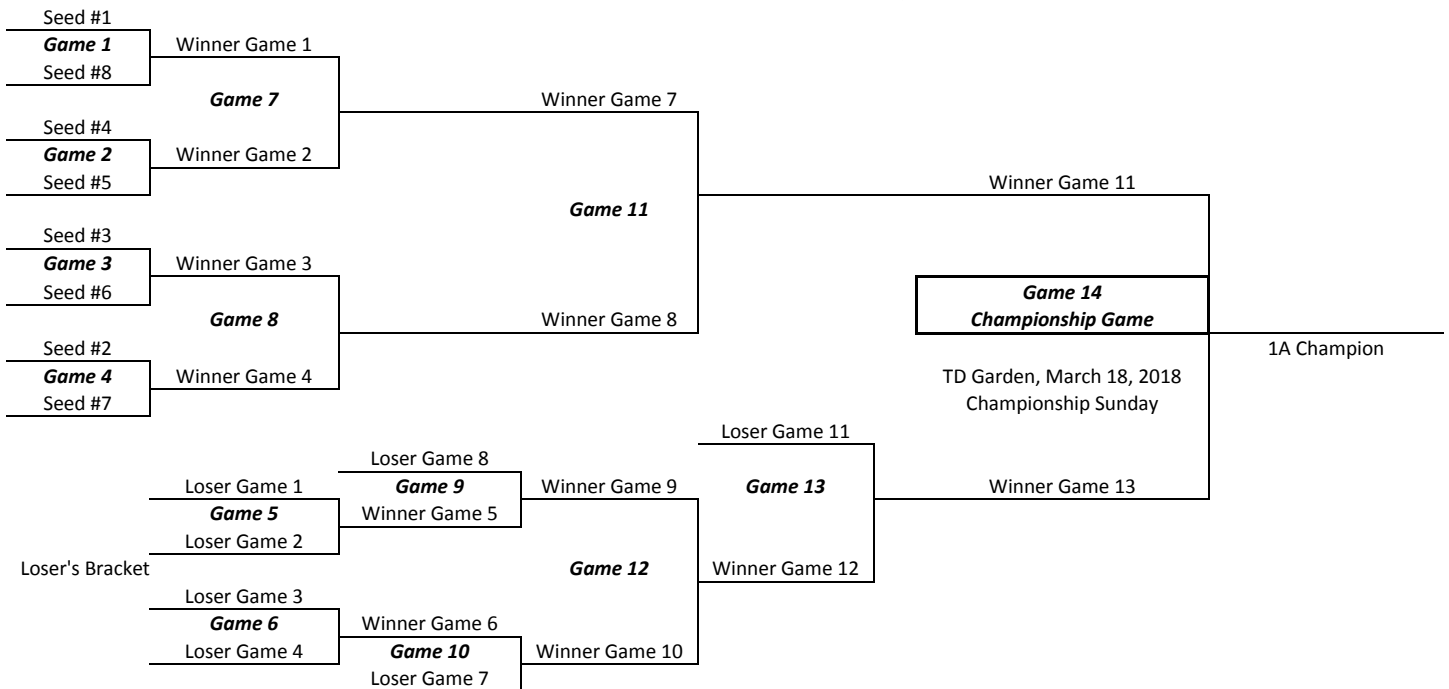 Seed #1
Game 1
Winner Game 1
Seed #8
Game 7
Winner Game 7
Seed #4
Game 2
Winner Game 2
Seed #5
Winner Game 11
Game 11
Seed #3
Game 3
Winner Game 3
Seed #6
Game 8
Winner Game 8
Game 14
Championship Game
Seed #2
1A Champion
Game 4
Winner Game 4
TD Garden, March 18, 2018
Seed #7
Championship Sunday
Loser Game 11
Loser Game 8
Loser Game 1
Game 9
Winner Game 9
Game 13
Winner Game 13
Game 5
Winner Game 5
Loser Game 2
Loser's Bracket
Game 12
Winner Game 12
Loser Game 3
Game 6
Winner Game 6
Loser Game 4
Game 10
Winner Game 10
Loser Game 7